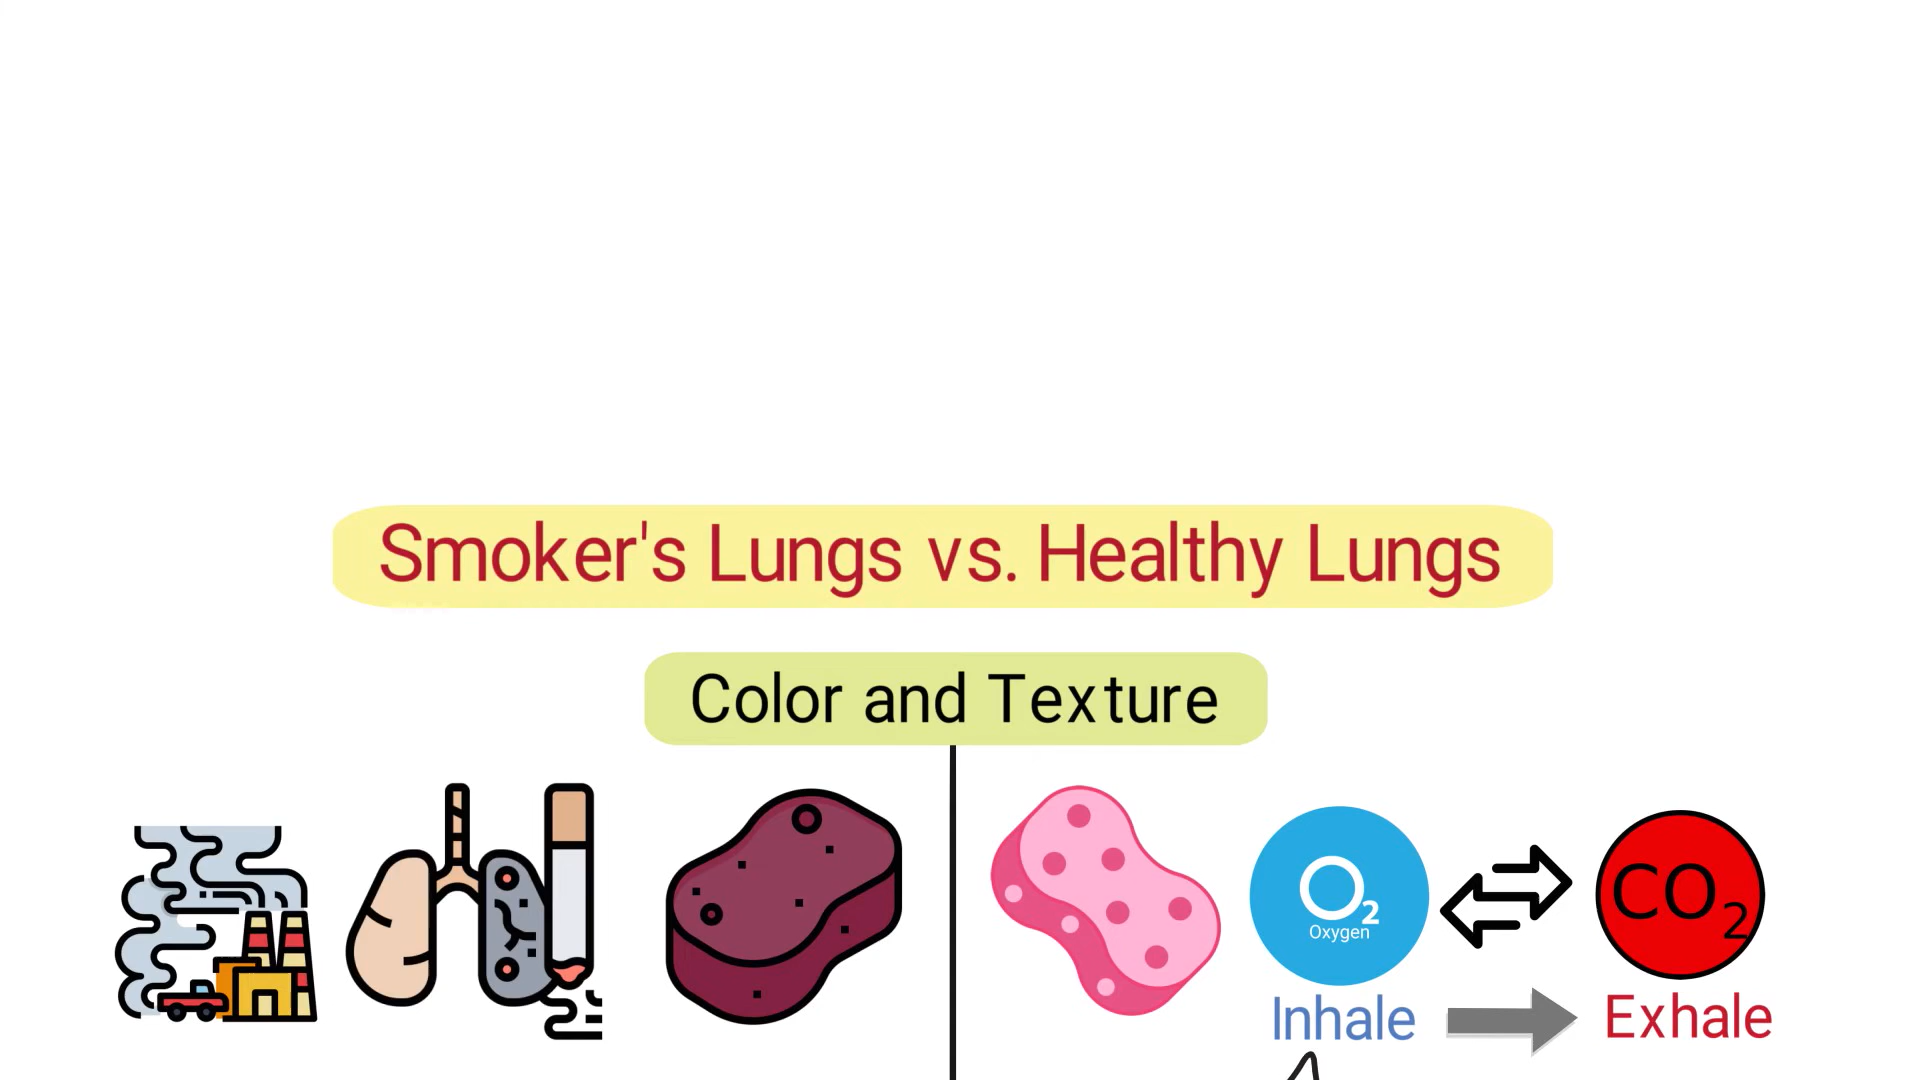 Smoker's Lungs vs. Healthy Lungs
Color and Texture
O2
Oxygen
CO2
Inhale
Exhale